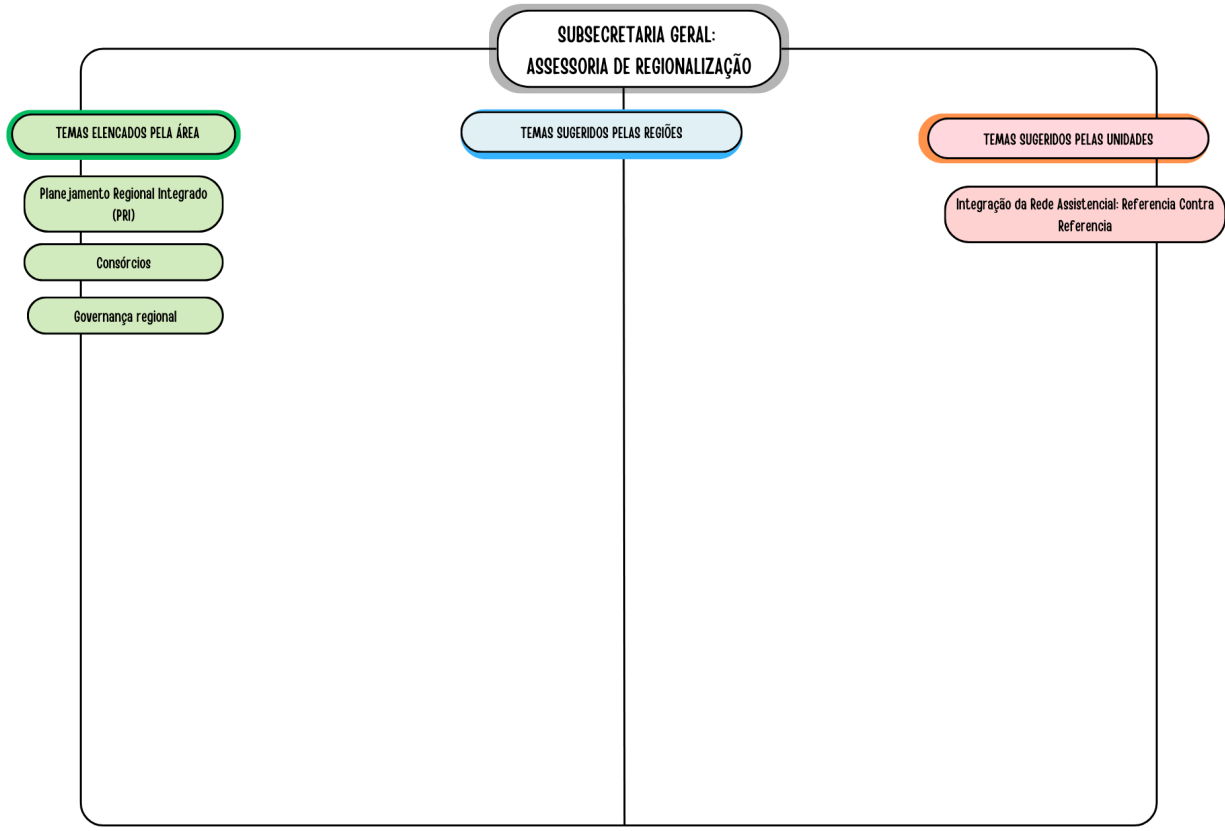 SUBSECRETARIA GERAL:
ASSESSORIA DE REGIONALIZAÇÃO
TEMAS ELENCADOS PELA ÁREA
Planejamento Regional Integrado
(PRI)
Consórcios
Governança regional
TEMAS SUGERIDOS PELAS REGIÕES
TEMAS SUGERIDOS PELAS UNIDADES
Integração da Rede Assistencial: Referencia Contra
Referencia